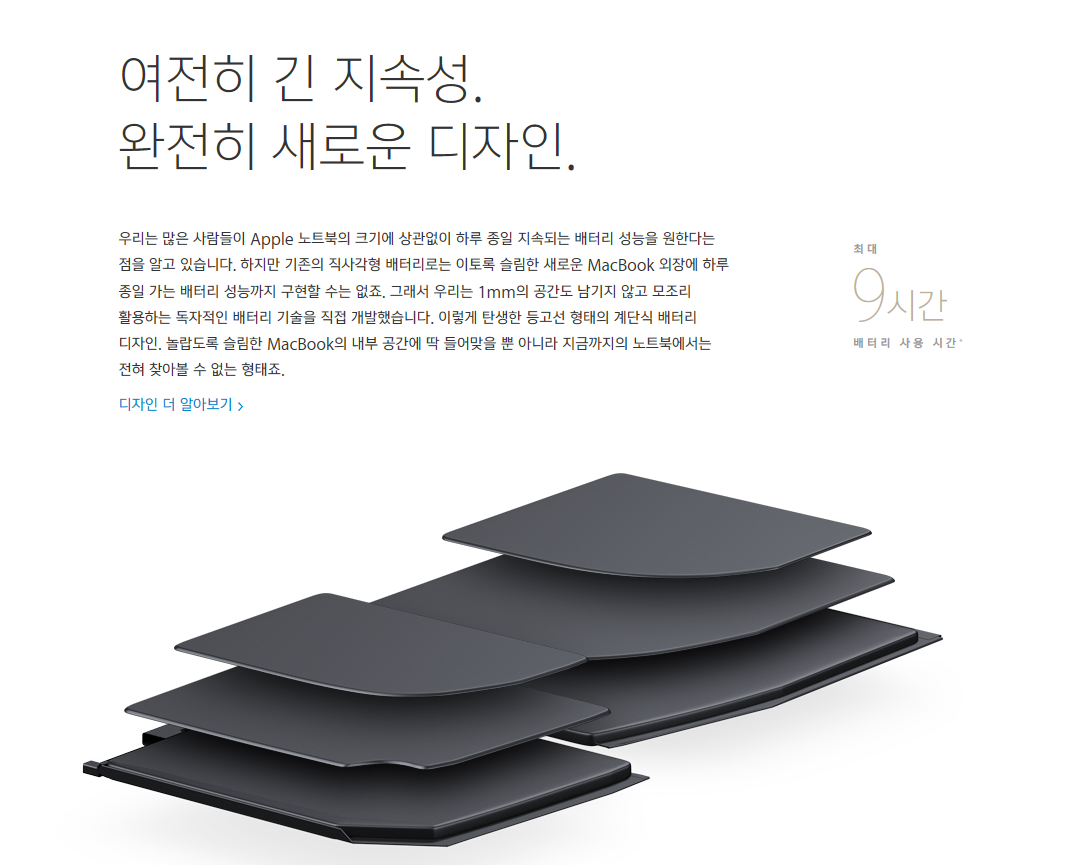 여전히 긴 지속성.
완전히 새로운 디자인.
우리는 많은 사람들이 Apple 노트북의 크기에 상관없이 하루 종일 지속되는 배터리 성능을 원한다는
점을 알고 있습니다. 하지만 기존의 직사각형 배터리로는 이토록 슬림한 새로운 MacBook 외장에 하루
종일 가는 배터리 성능까지 구현할 수는 없죠. 그래서 우리는 1mm의 공간도 남기지 않고 모조리
활용하는 독자적인 배터리 기술을 직접 개발했습니다. 이렇게 탄생한 등고선 형태의 계단식 배터리
디자인. 놀랍도록 슬림한 MacBook의 내부 공간에 딱 들어맞을 뿐 아니라 지금까지의 노트북에서는
전혀 찾아볼 수 없는 형태죠.
디자인 더 알아보기 >
최대
9시간
배터리 사용 시간*